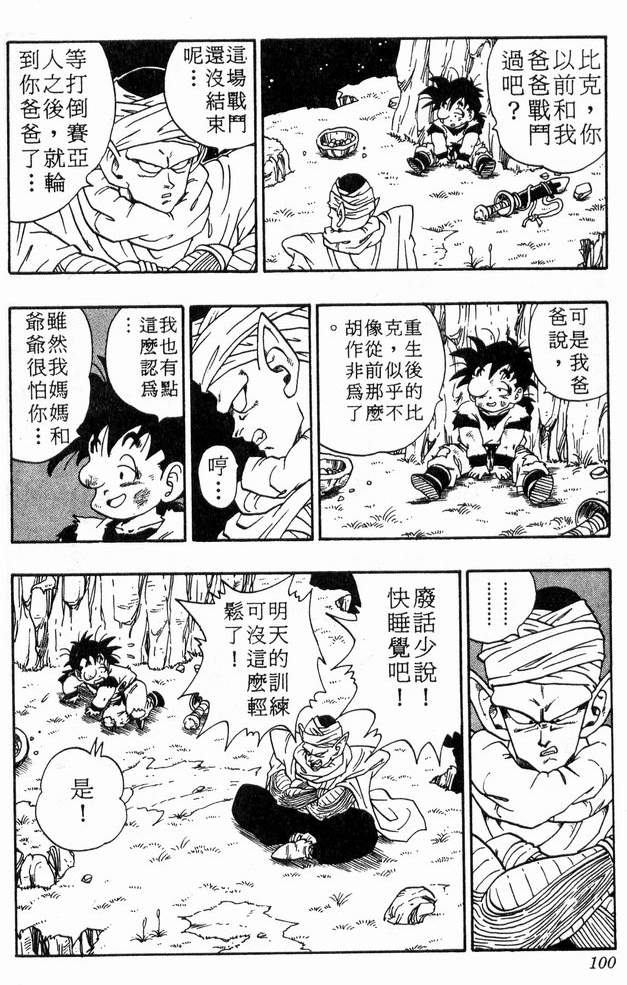 比克，你
以前和我
爸爸戰鬥
過吧？
這場戰鬥
還沒結束
呢…
等打倒賽亞
人之後，就輪
到你爸爸了…
可是我爸
爸說，
重生後的比
克，似乎不
像從前那麼
胡作非爲了
。
哼…
我也有點
這麼認爲
…
雖然我媽媽和
爺爺很怕你…
…………
廢話少說！
快睡覺吧！
明天的訓練
可沒這麼輕
鬆了！
是！
100